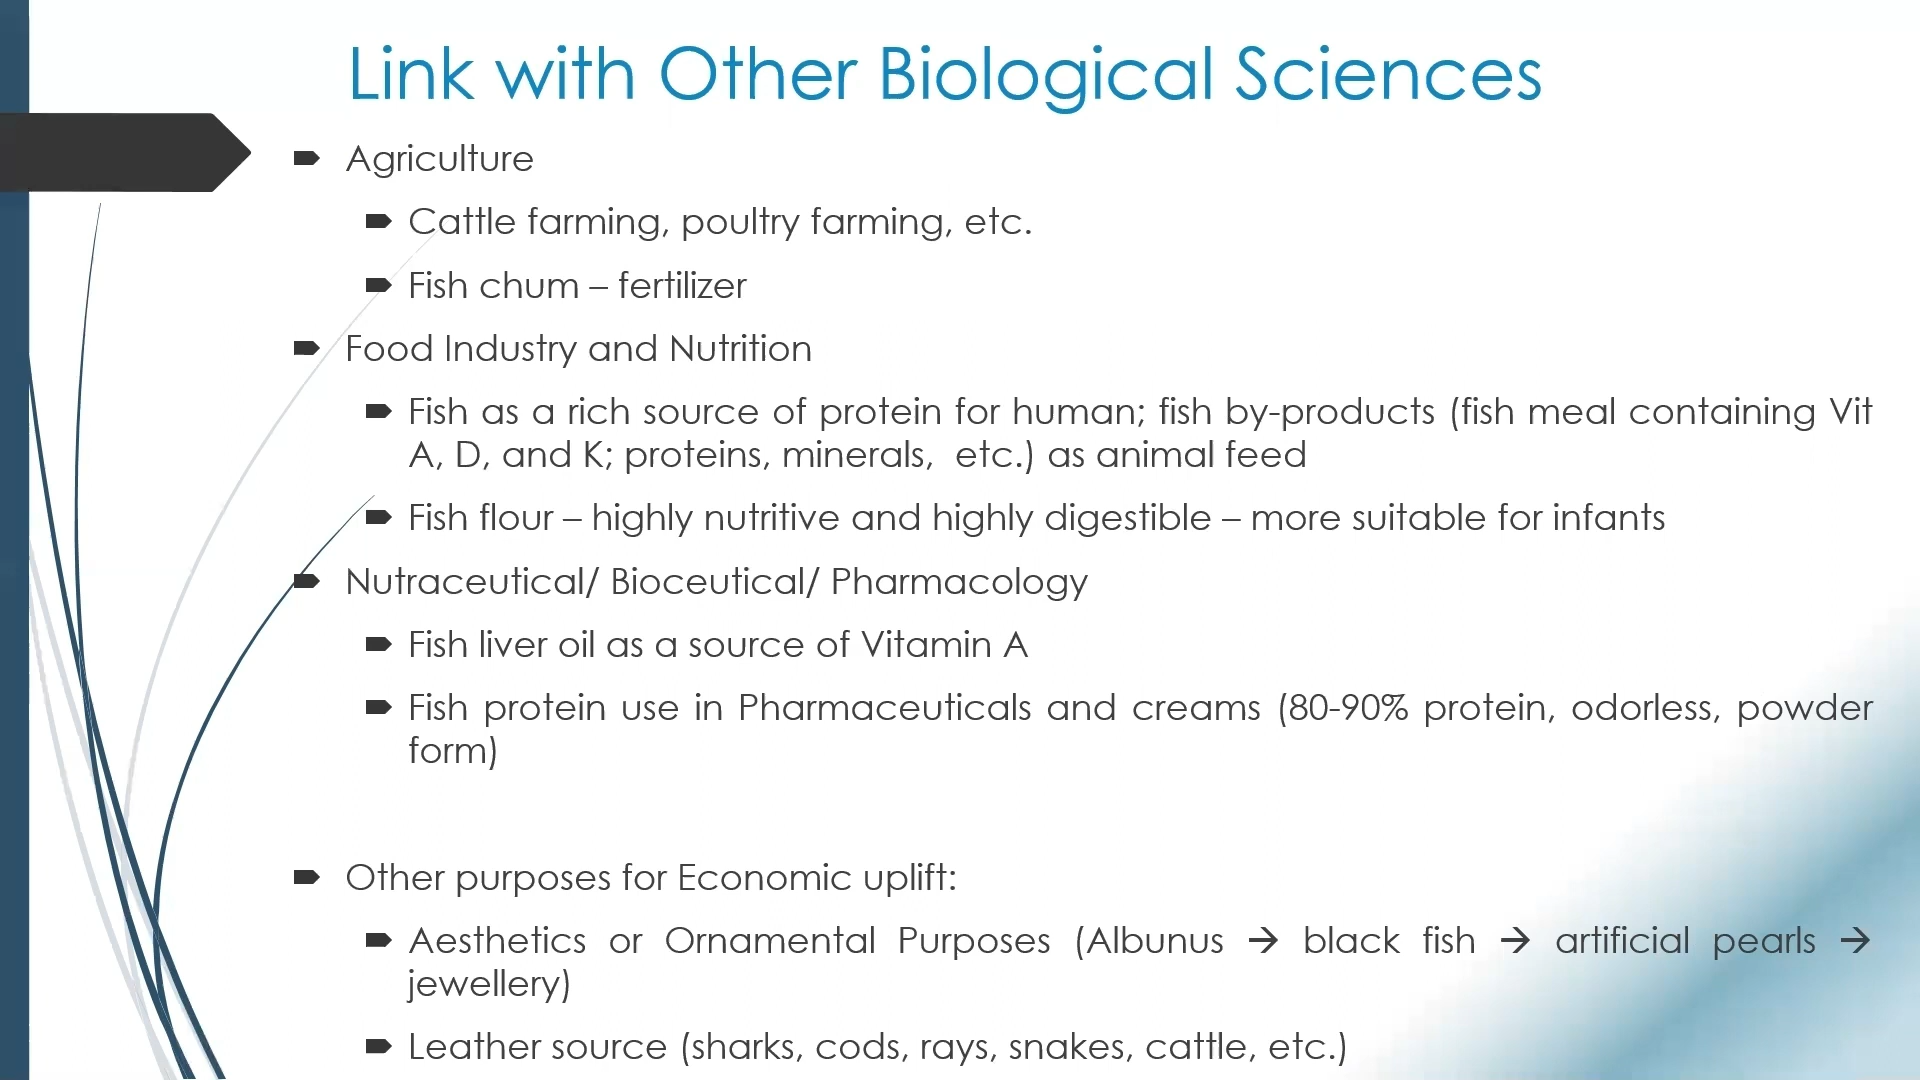 Link with Other Biological Sciences
Agriculture
Cattle farming, poultry farming, etc.
Fish chum – fertilizer
Food Industry and Nutrition
Fish as a rich source of protein for human; fish by-products (fish meal containing Vit
A, D, and K; proteins, minerals,  etc.) as animal feed
Fish flour – highly nutritive and highly digestible – more suitable for infants
Nutraceutical/ Bioceutical/ Pharmacology
Fish liver oil as a source of Vitamin A
Fish protein use in Pharmaceuticals and creams (80-90% protein, odorless, powder
form)
Other purposes for Economic uplift:
Aesthetics or Ornamental Purposes (Albunus → black fish → artificial pearls →
jewellery)
Leather source (sharks, cods, rays, snakes, cattle, etc.)